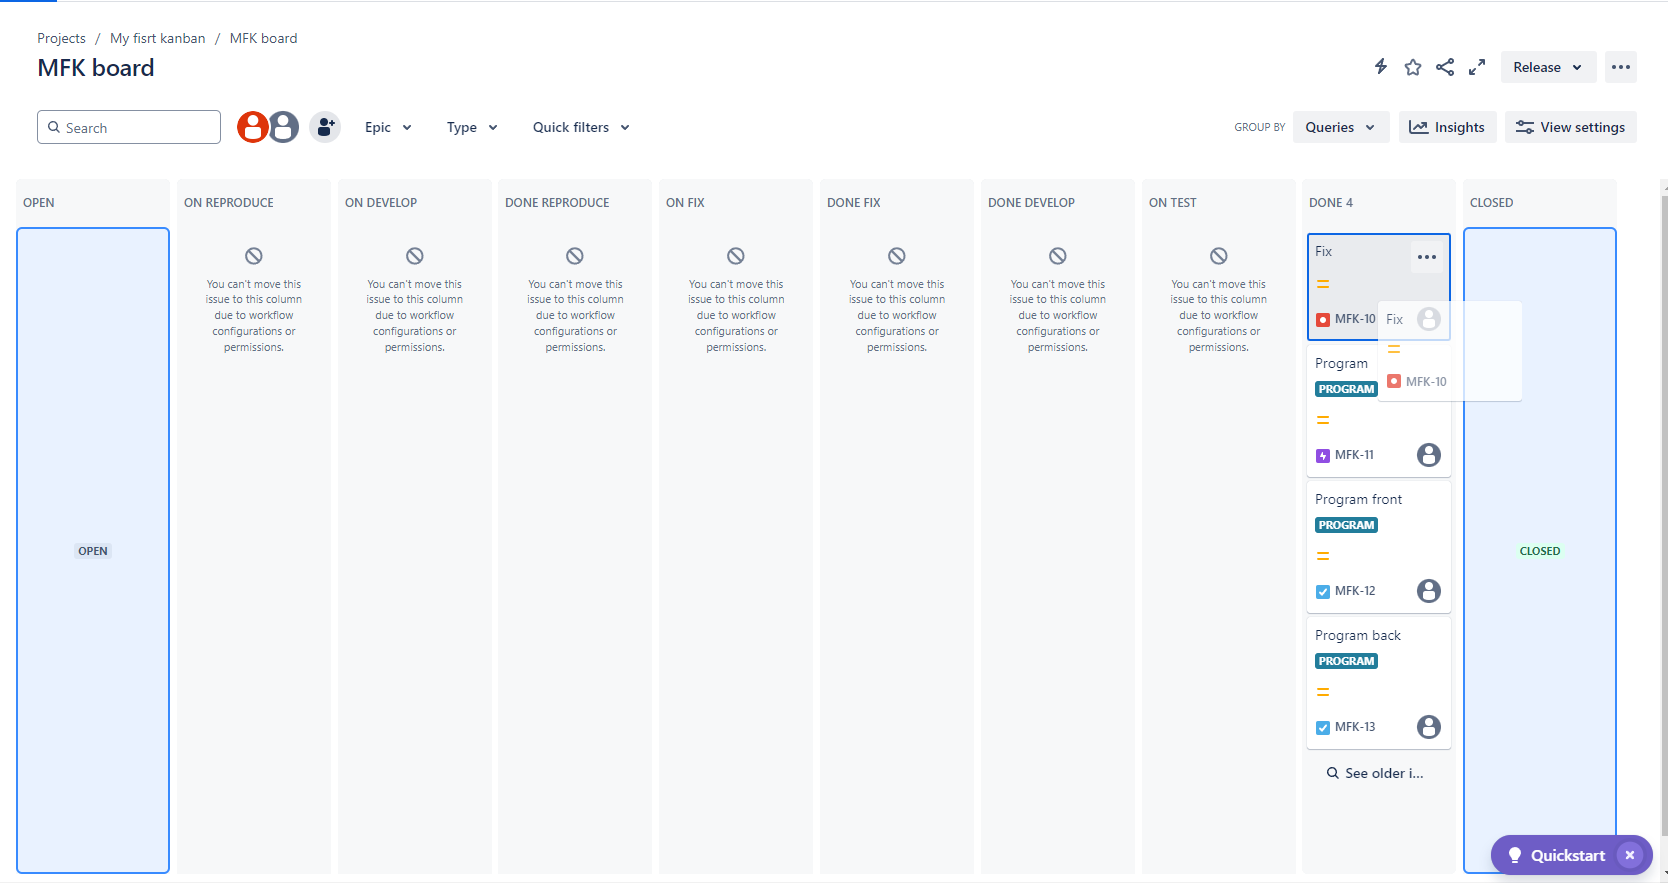 Projects / My fisrt kanban / MFK board
MFK board
Release
Search
Epic
Type
Quick filters
GROUP BY
Queries
Insights
View settings
OPEN
ON REPRODUCE
ON DEVELOP
DONE REPRODUCE
ON FIX
DONE FIX
DONE DEVELOP
ON TEST
DONE 4
CLOSED
OPEN
You can't move this
issue to this column
due to workflow
configurations or
permissions.
You can't move this
issue to this column
due to workflow
configurations or
permissions.
You can't move this
issue to this column
due to workflow
configurations or
permissions.
You can't move this
issue to this column
due to workflow
configurations or
permissions.
You can't move this
issue to this column
due to workflow
configurations or
permissions.
You can't move this
issue to this column
due to workflow
configurations or
permissions.
You can't move this
issue to this column
due to workflow
configurations or
permissions.
Fix
MFK-10
Fix
MFK-10
Program
PROGRAM
MFK-11
Program front
PROGRAM
MFK-12
Program back
PROGRAM
MFK-13
See older i...
CLOSED
Quickstart